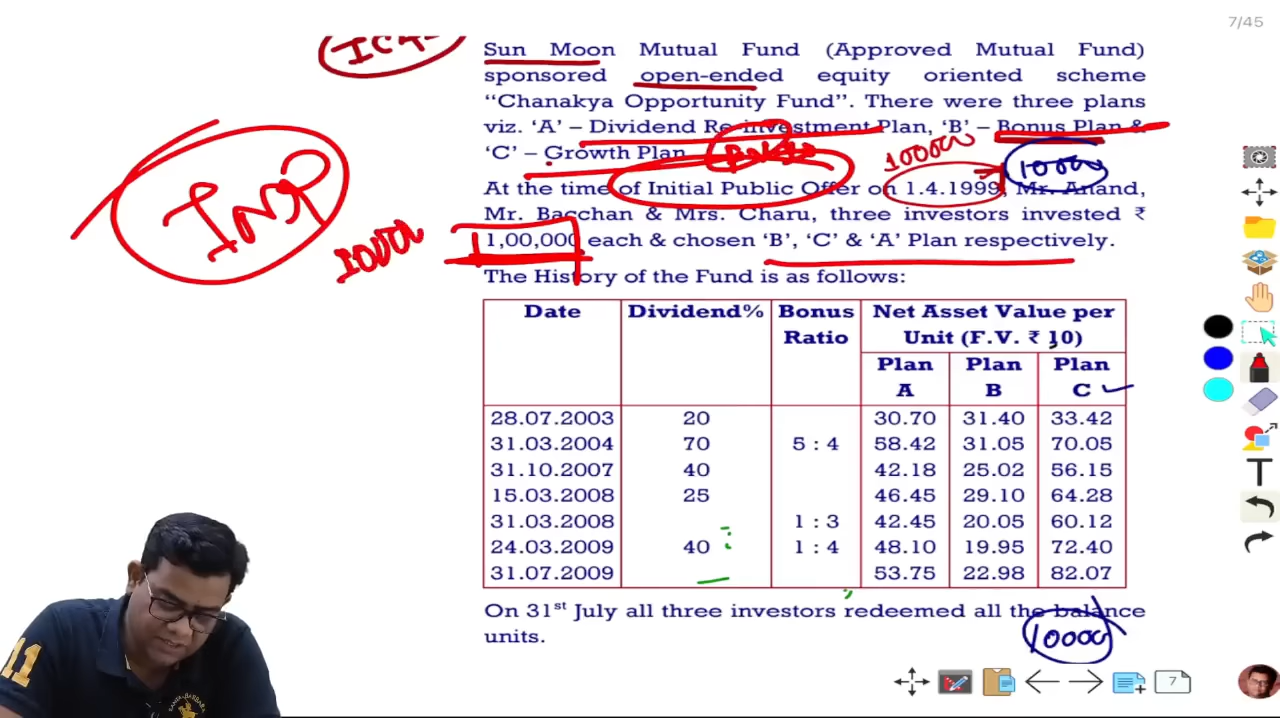 7/45
ICAI
Sun Moon Mutual Fund (Approved Mutual Fund)
sponsored open-ended equity oriented scheme
“Chanakya Opportunity Fund”. There were three plans
viz. ‘A’ – Dividend Re-investment Plan, ‘B’ – Bonus Plan &
‘C’ – Growth Plan
100000
10000
At the time of Initial Public Offer on 1.4.1999, Mr. Anand,
Imp
Mr. Bacchan & Mrs. Charu, three investors invested ₹
10000
1,00,000 each & chosen ‘B’, ‘C’ & ‘A’ Plan respectively.
The History of the Fund is as follows:
Date Dividend% Bonus Ratio Net Asset Value per Unit (F.V. ₹ 10)
Plan A Plan B Plan C
28.07.2003 20 30.70 31.40 33.42
31.03.2004 70 5 : 4 58.42 31.05 70.05
31.10.2007 40 42.18 25.02 56.15
15.03.2008 25 46.45 29.10 64.28
31.03.2008 1 : 3 42.45 20.05 60.12
24.03.2009 40 1 : 4 48.10 19.95 72.40
31.07.2009 53.75 22.98 82.07
On 31st July all three investors redeemed all the balance
units.
10000
11
T
7